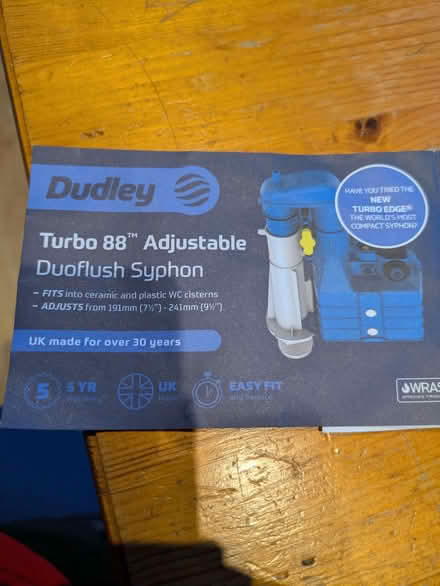 Dudley
Turbo 88™ Adjustable
Duoflush Syphon
- FITS into ceramic and plastic WC cisterns
- ADJUSTS from 191mm (7½") - 241mm (9½")
UK made for over 30 years
HAVE YOU TRIED THE
NEW
TURBO EDGE®
THE WORLD'S MOST
COMPACT SYPHON?
5
5 YR
UK
EASY FIT
WRAS